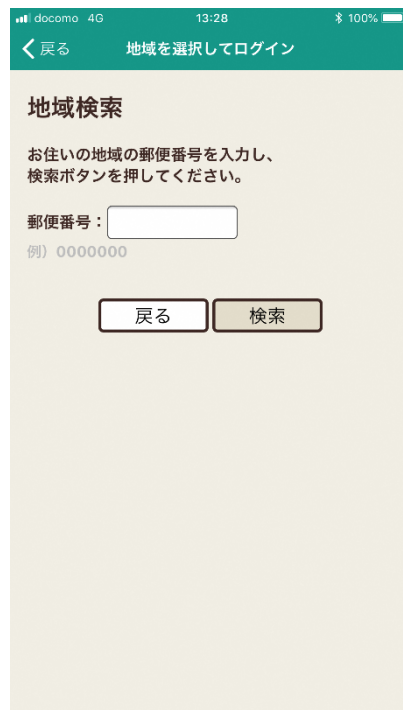 docomo 4G 13:28 100%
戻る 地域を選択してログイン
地域検索
お住いの地域の郵便番号を入力し、
検索ボタンを押してください。
郵便番号：
例）0000000
戻る 検索